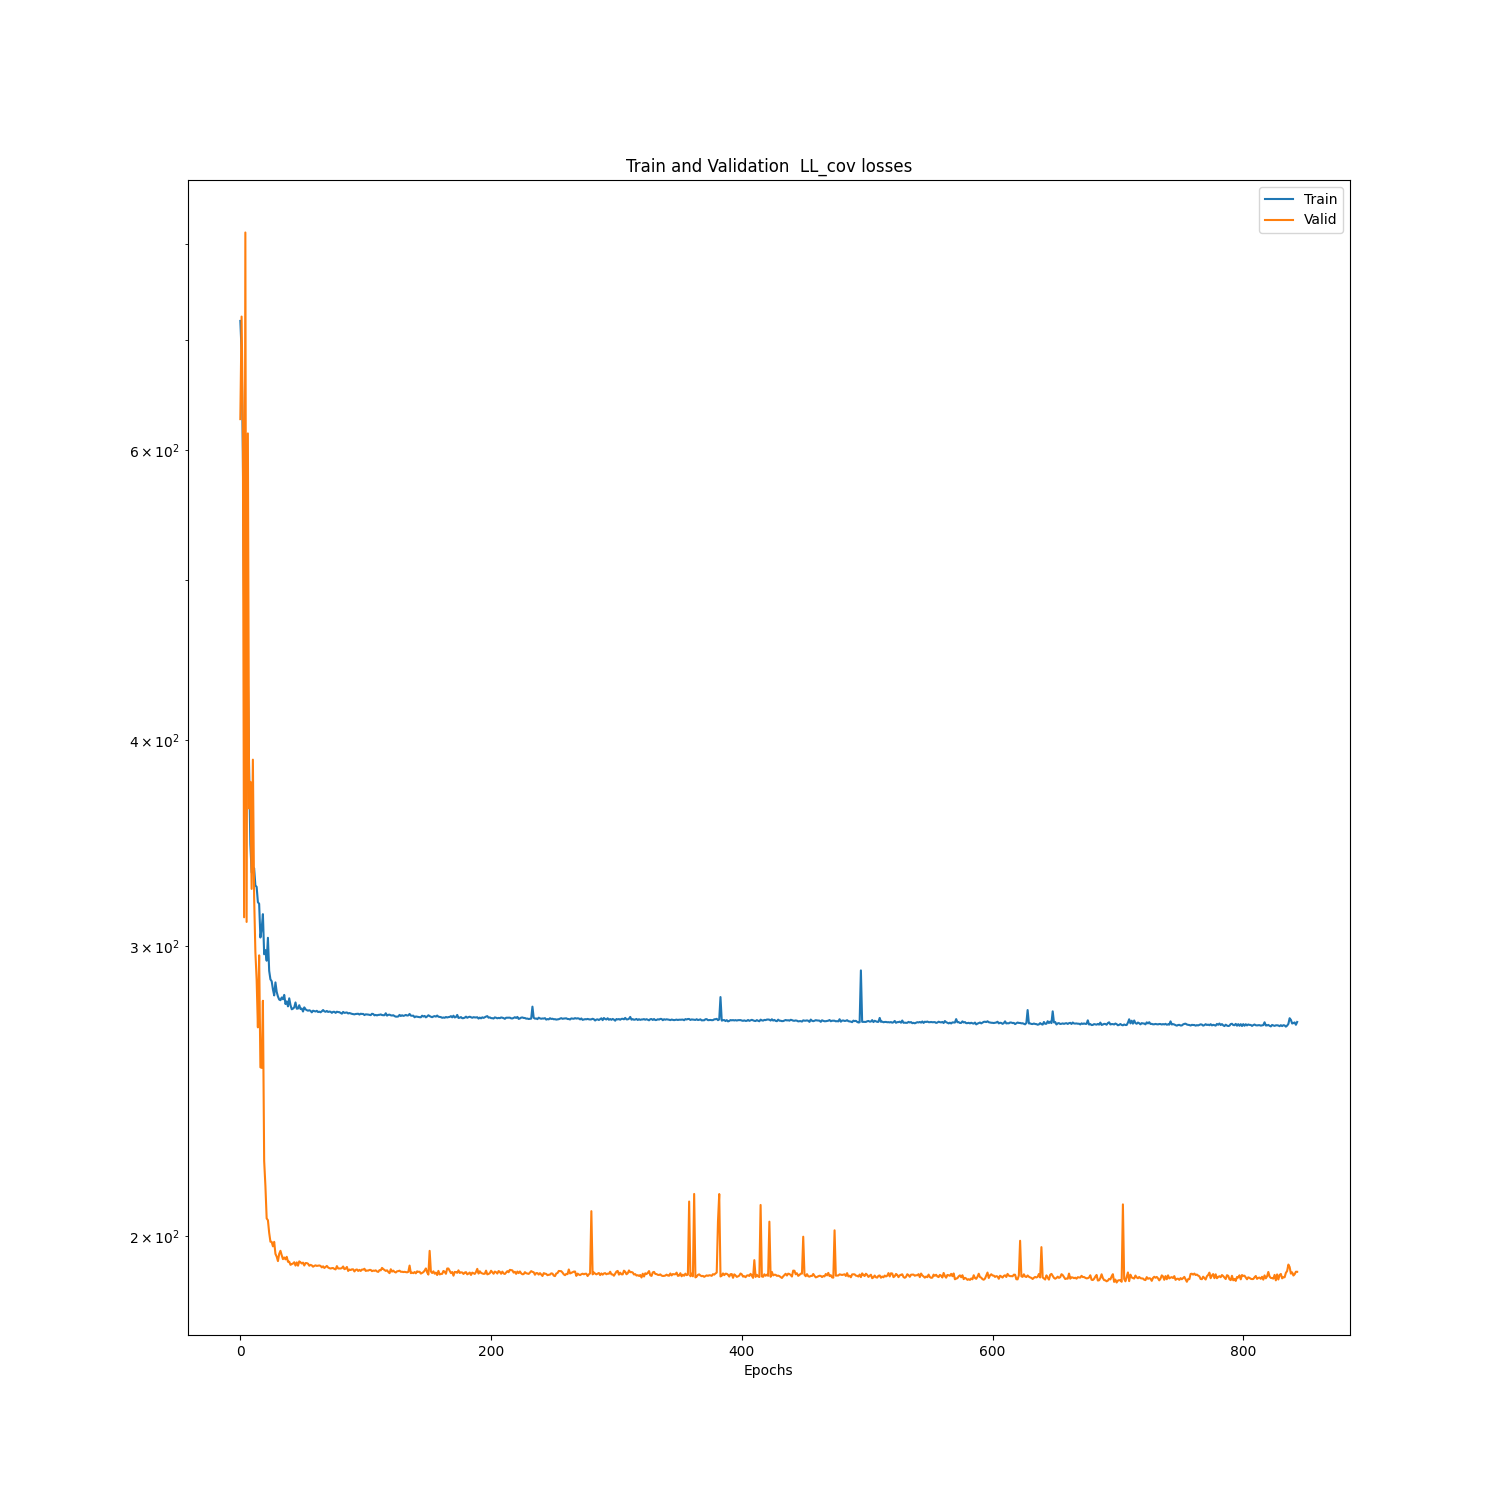 Train and Validation  LL_cov losses
Train
Valid
6 × 10²
4 × 10²
3 × 10²
2 × 10²
0 200 400 600 800
Epochs